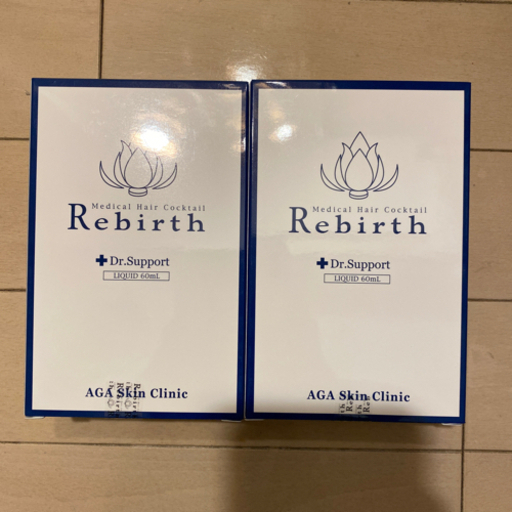 Medical Hair Cocktail
Rebirth
Dr.Support
LIQUID 60mL
AGA Skin Clinic
Medical Hair Cocktail
Rebirth
Dr.Support
LIQUID 60mL
AGA Skin Clinic